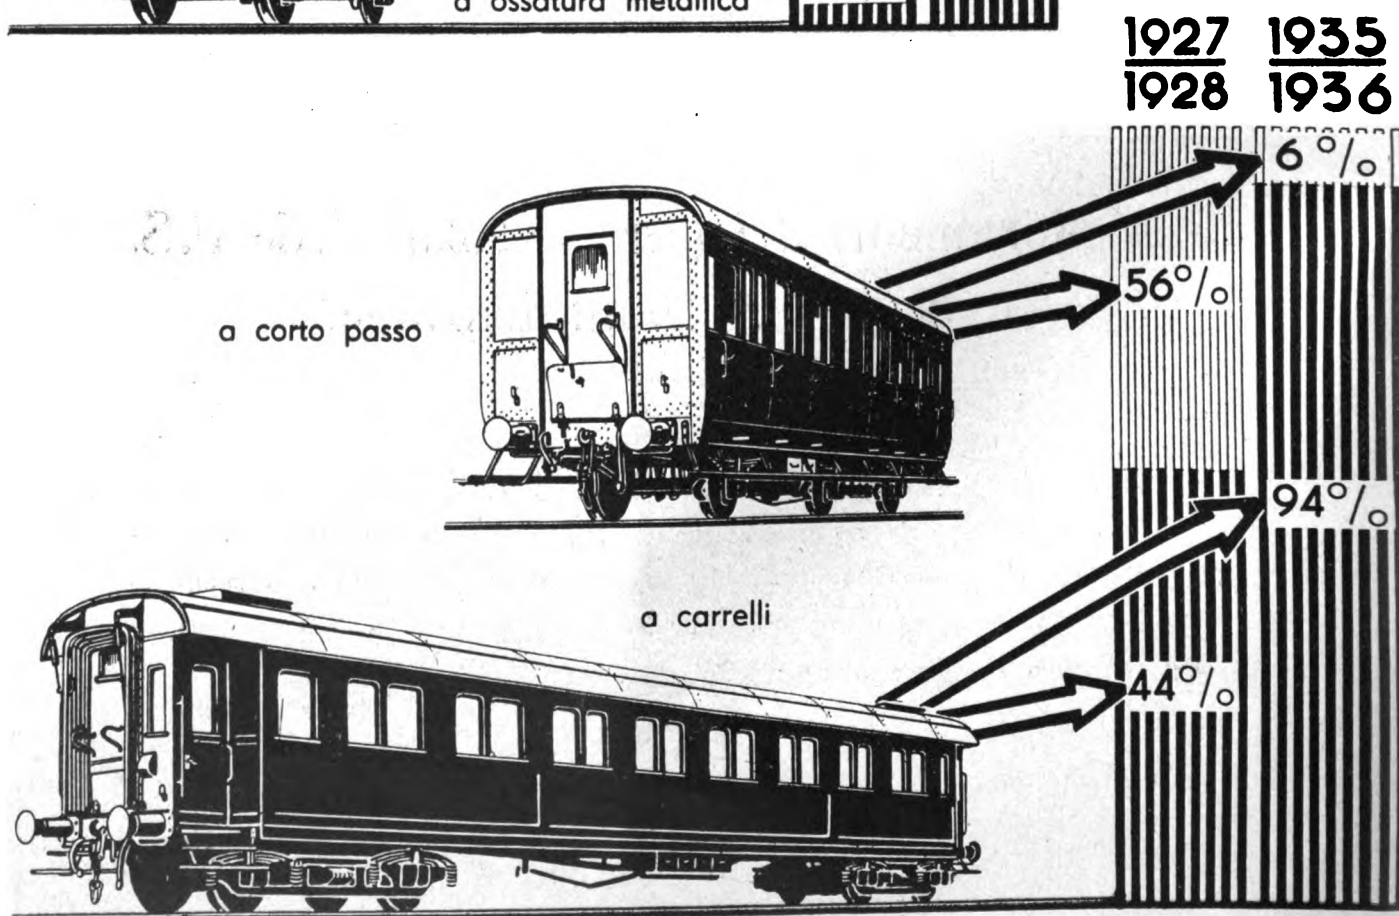 a ossatura metallica
1927 1935
1928 1936
6 %
56%
a corto passo
94%
a carrelli
44%